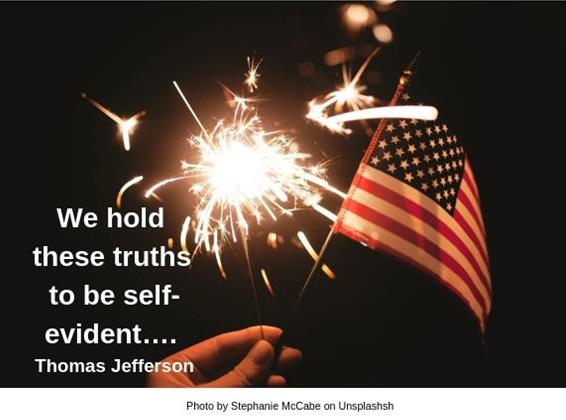 We hold
these truths
to be self-
evident....
Thomas Jefferson
Photo by Stephanie McCabe on Unsplashsh